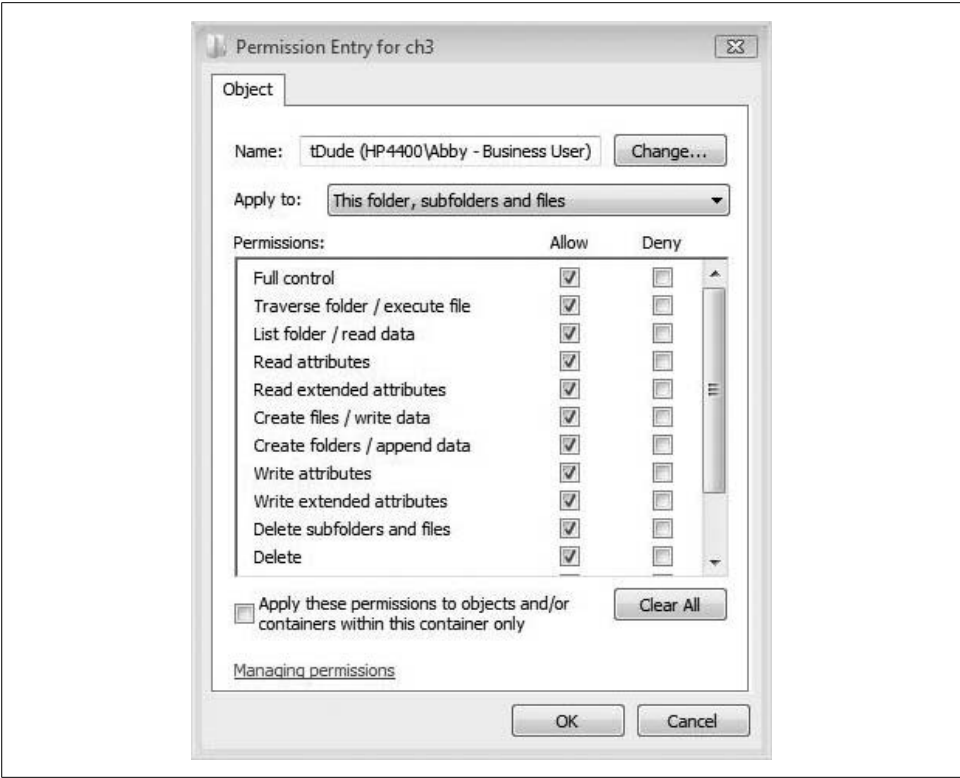 Permission Entry for ch3
Object
Name: tDude (HP4400\Abby - Business User) Change...
Apply to: This folder, subfolders and files
Permissions: Allow Deny
Full control
Traverse folder / execute file
List folder / read data
Read attributes
Read extended attributes
Create files / write data
Create folders / append data
Write attributes
Write extended attributes
Delete subfolders and files
Delete
Apply these permissions to objects and/or
containers within this container only
Clear All
Managing permissions
OK Cancel